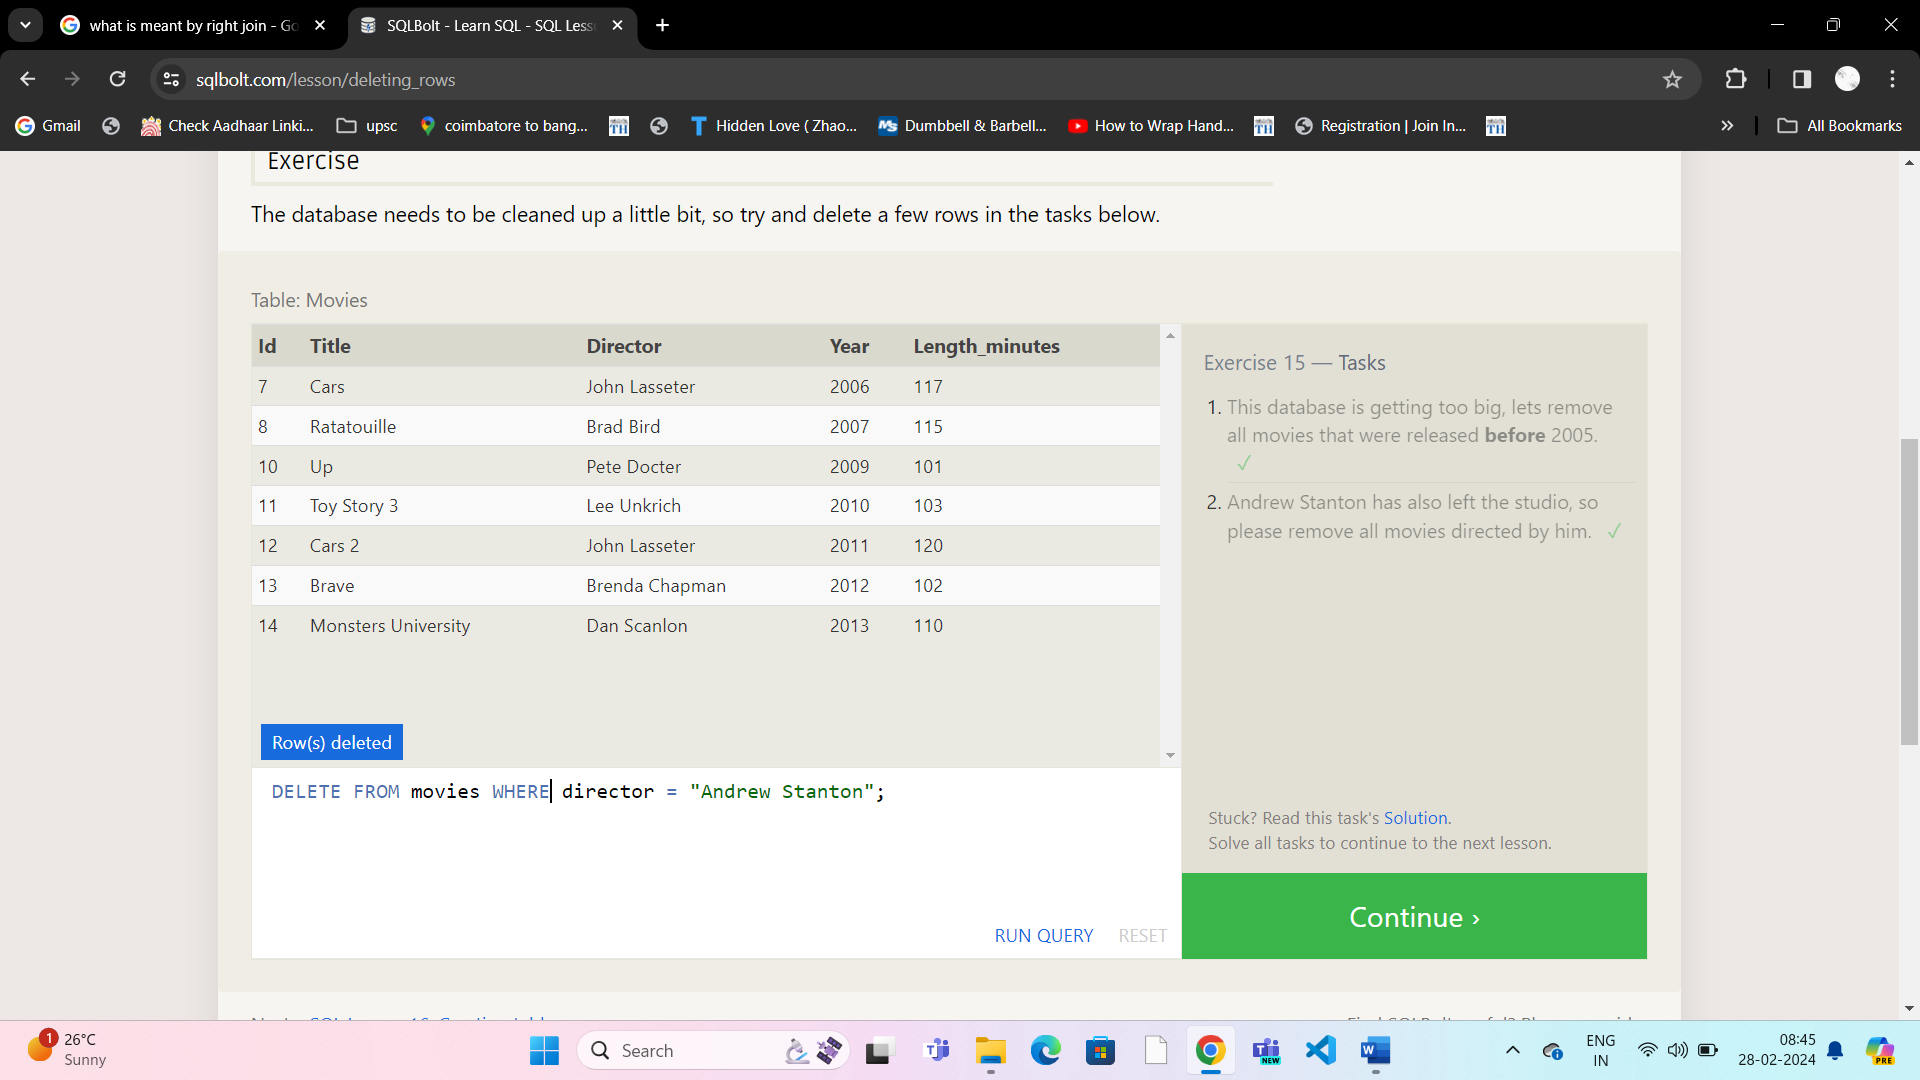 what is meant by right join - Go
SQLBolt - Learn SQL - SQL Less
sqlbolt.com/lesson/deleting_rows
Gmail
Check Aadhaar Linki...
upsc
coimbatore to bang...
TH
Hidden Love ( Zhao...
Dumbbell & Barbell...
How to Wrap Hand...
TH
Registration | Join In...
TH
All Bookmarks
Exercise
The database needs to be cleaned up a little bit, so try and delete a few rows in the tasks below.
Table: Movies
Id Title Director Year Length_minutes
7 Cars John Lasseter 2006 117
8 Ratatouille Brad Bird 2007 115
10 Up Pete Docter 2009 101
11 Toy Story 3 Lee Unkrich 2010 103
12 Cars 2 John Lasseter 2011 120
13 Brave Brenda Chapman 2012 102
14 Monsters University Dan Scanlon 2013 110
Row(s) deleted
DELETE FROM movies WHERE director = "Andrew Stanton";
RUN QUERY RESET
Exercise 15 — Tasks
1. This database is getting too big, lets remove
all movies that were released before 2005.
✓
2. Andrew Stanton has also left the studio, so
please remove all movies directed by him. ✓
Stuck? Read this task's Solution.
Solve all tasks to continue to the next lesson.
Continue ›
1
26°C
Sunny
Search
NEW
ENG
IN
08:45
28-02-2024
PRE